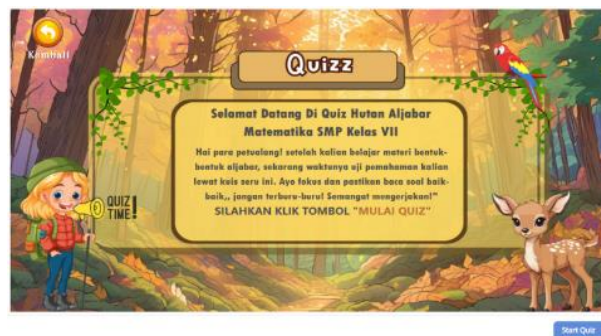 Kembali
Quizz
Selamat Datang Di Quiz Hutan Aljabar
Matematika SMP Kelas VII
Hai para petualang! setelah kalian belajar materi bentuk-
bentuk aljabar, sekarang waktunya uji pemahaman kalian
lewat kuis seru ini. Ayo fokus dan pastikan baca soal baik-
baik,, jangan terburu-buru! Semangat mengerjakan!"
SILAHKAN KLIK TOMBOL "MULAI QUIZ"
QUIZ
TIME!
Start Quiz